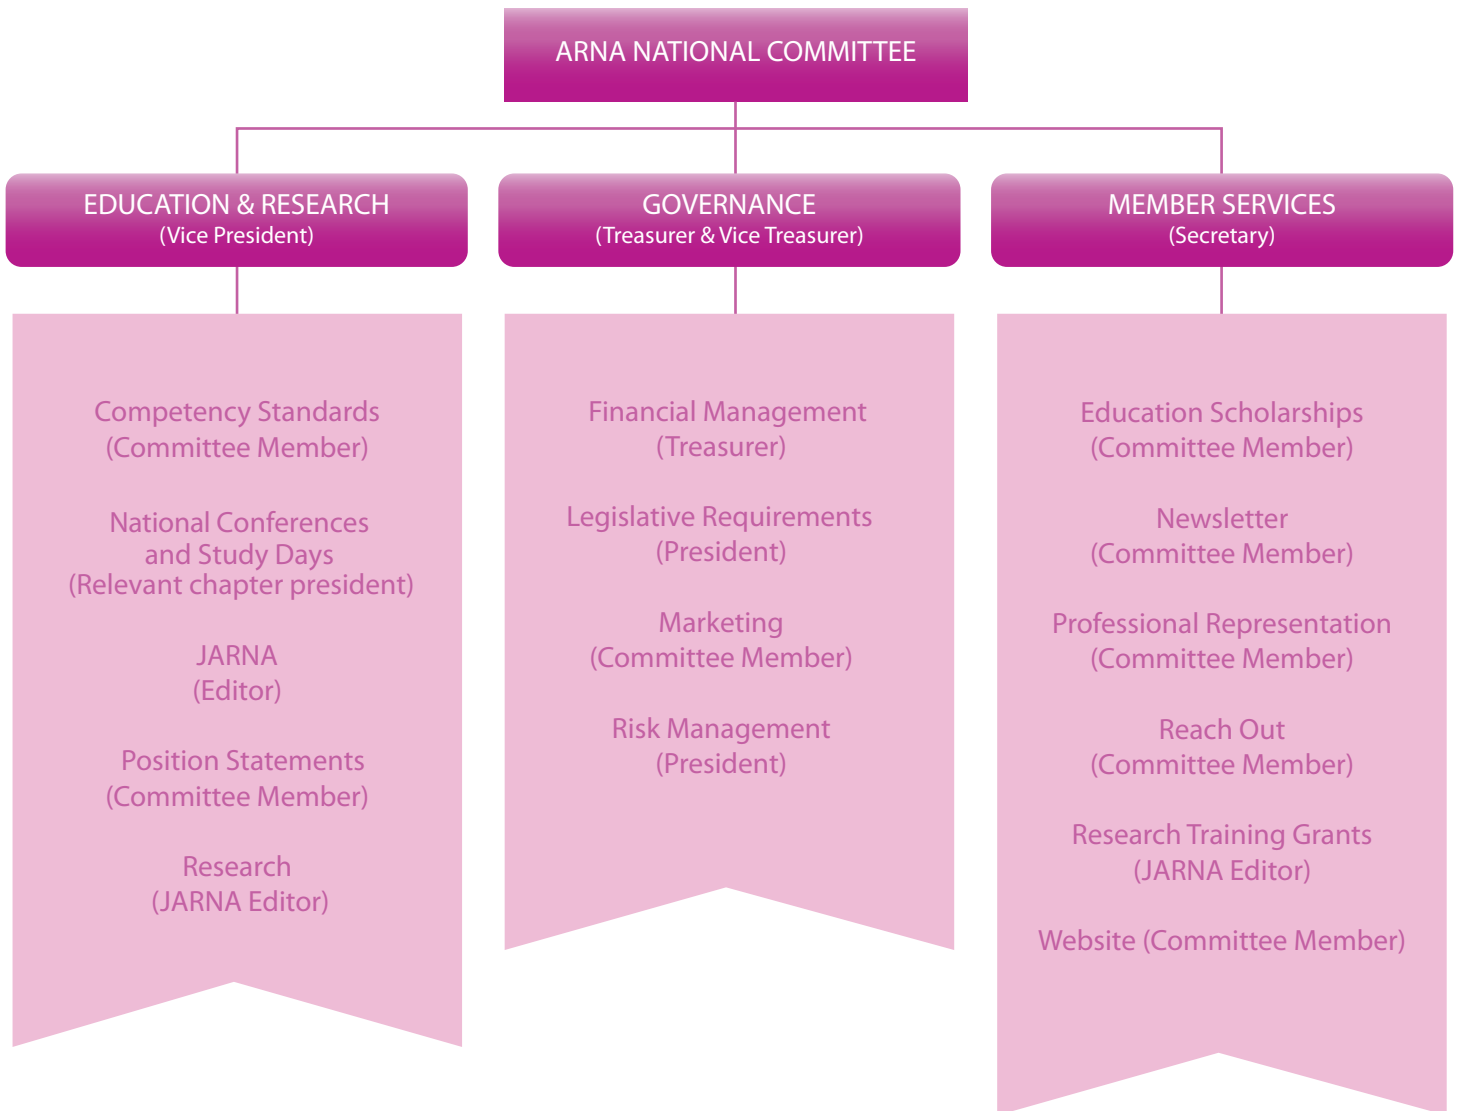 ARNA NATIONAL COMMITTEE
EDUCATION & RESEARCH
(Vice President)
GOVERNANCE
(Treasurer & Vice Treasurer)
MEMBER SERVICES
(Secretary)
Competency Standards
(Committee Member)
National Conferences
and Study Days
(Relevant chapter president)
JARNA
(Editor)
Position Statements
(Committee Member)
Research
(JARNA Editor)
Financial Management
(Treasurer)
Legislative Requirements
(President)
Marketing
(Committee Member)
Risk Management
(President)
Education Scholarships
(Committee Member)
Newsletter
(Committee Member)
Professional Representation
(Committee Member)
Reach Out
(Committee Member)
Research Training Grants
(JARNA Editor)
Website (Committee Member)